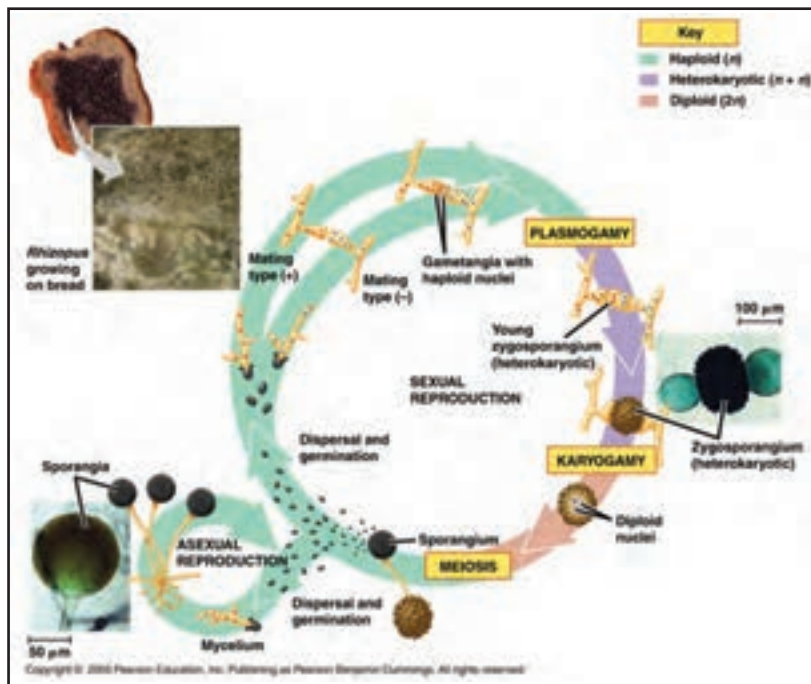 Key
Haploid (n)
Heterokaryotic (n + n)
Diploid (2n)
Rhizopus
growing
on bread
Mating
type (+)
Mating
type (–)
Gametangia with
haploid nuclei
PLASMOGAMY
100 μm
Young
zygosporangium
(heterokaryotic)
SEXUAL
REPRODUCTION
Dispersal and
germination
Zygosporangium
(heterokaryotic)
KARYOGAMY
Sporangia
Diploid
nuclei
Sporangium
ASEXUAL
REPRODUCTION
MEIOSIS
Dispersal and
germination
Mycelium
50 μm
Copyright © 2005 Pearson Education, Inc. Publishing as Pearson Benjamin Cummings. All rights reserved.